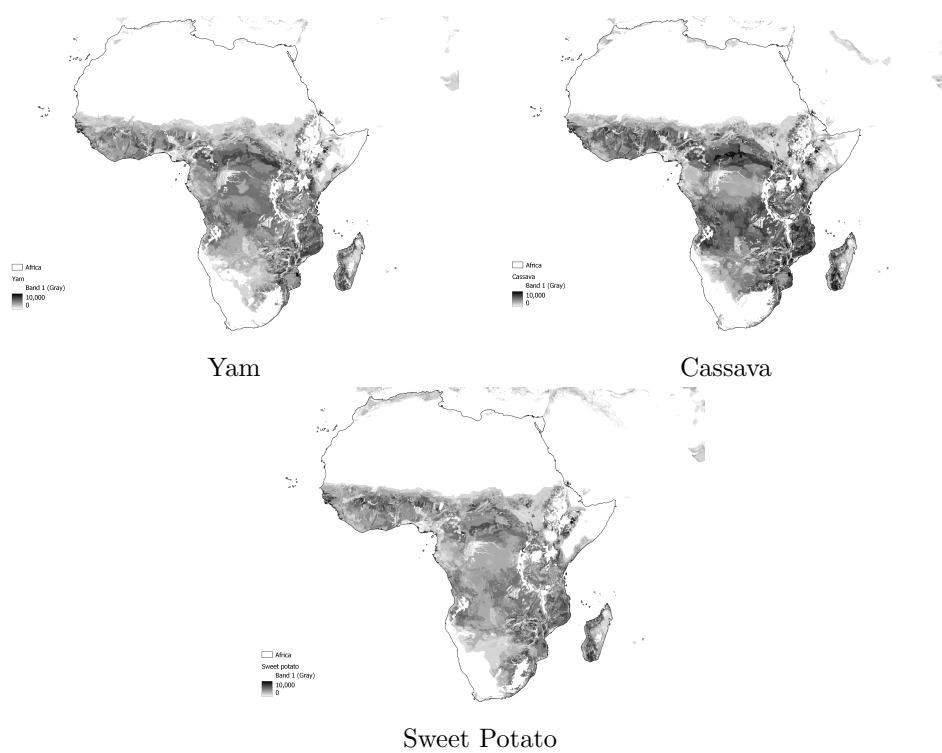 Africa
Yam
Band 1 (Gray)
10,000
0
Yam
Africa
Cassava
Band 1 (Gray)
10,000
0
Cassava
Africa
Sweet potato
Band 1 (Gray)
10,000
0
Sweet Potato